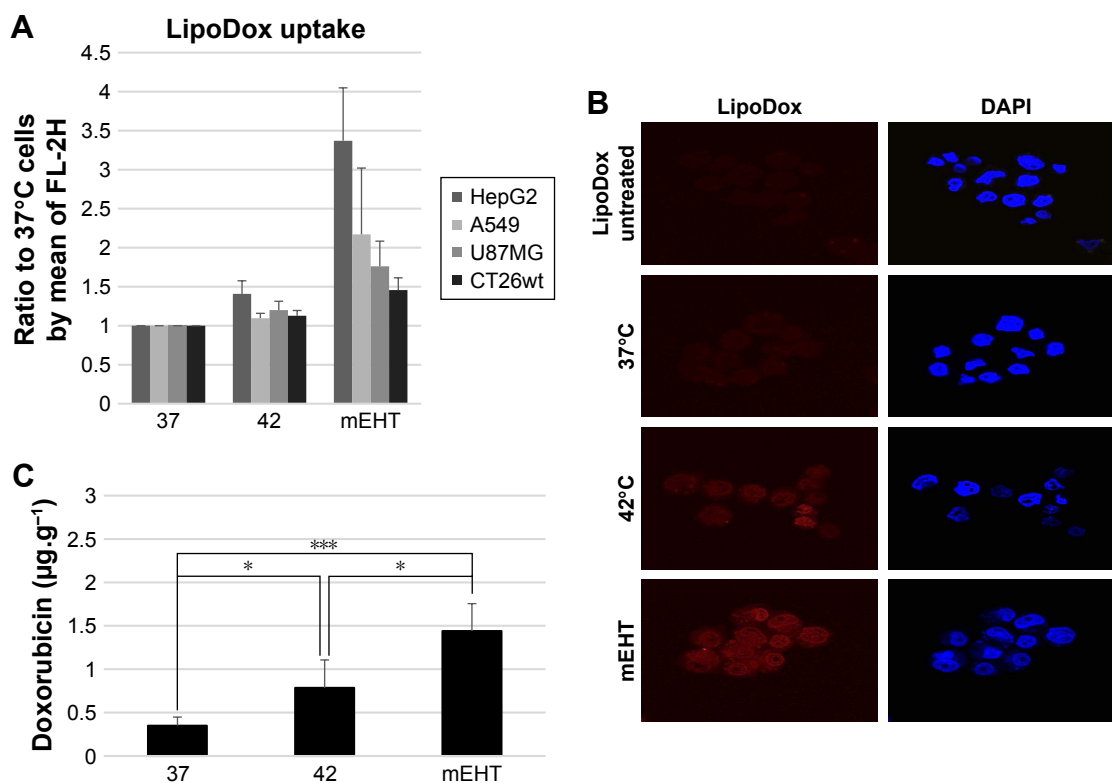 A
LipoDox uptake
Ratio to 37°C cells
by mean of FL-2H
4.5
4
3.5
3
2.5
2
1.5
1
0.5
0
37 42 mEHT
HepG2
A549
U87MG
CT26wt
B
LipoDox DAPI
LipoDox
untreated
37°C
42°C
mEHT
C
Doxorubicin (µg.g⁻¹)
3
2.5
2
1.5
1
0.5
0
***
* *
37 42 mEHT